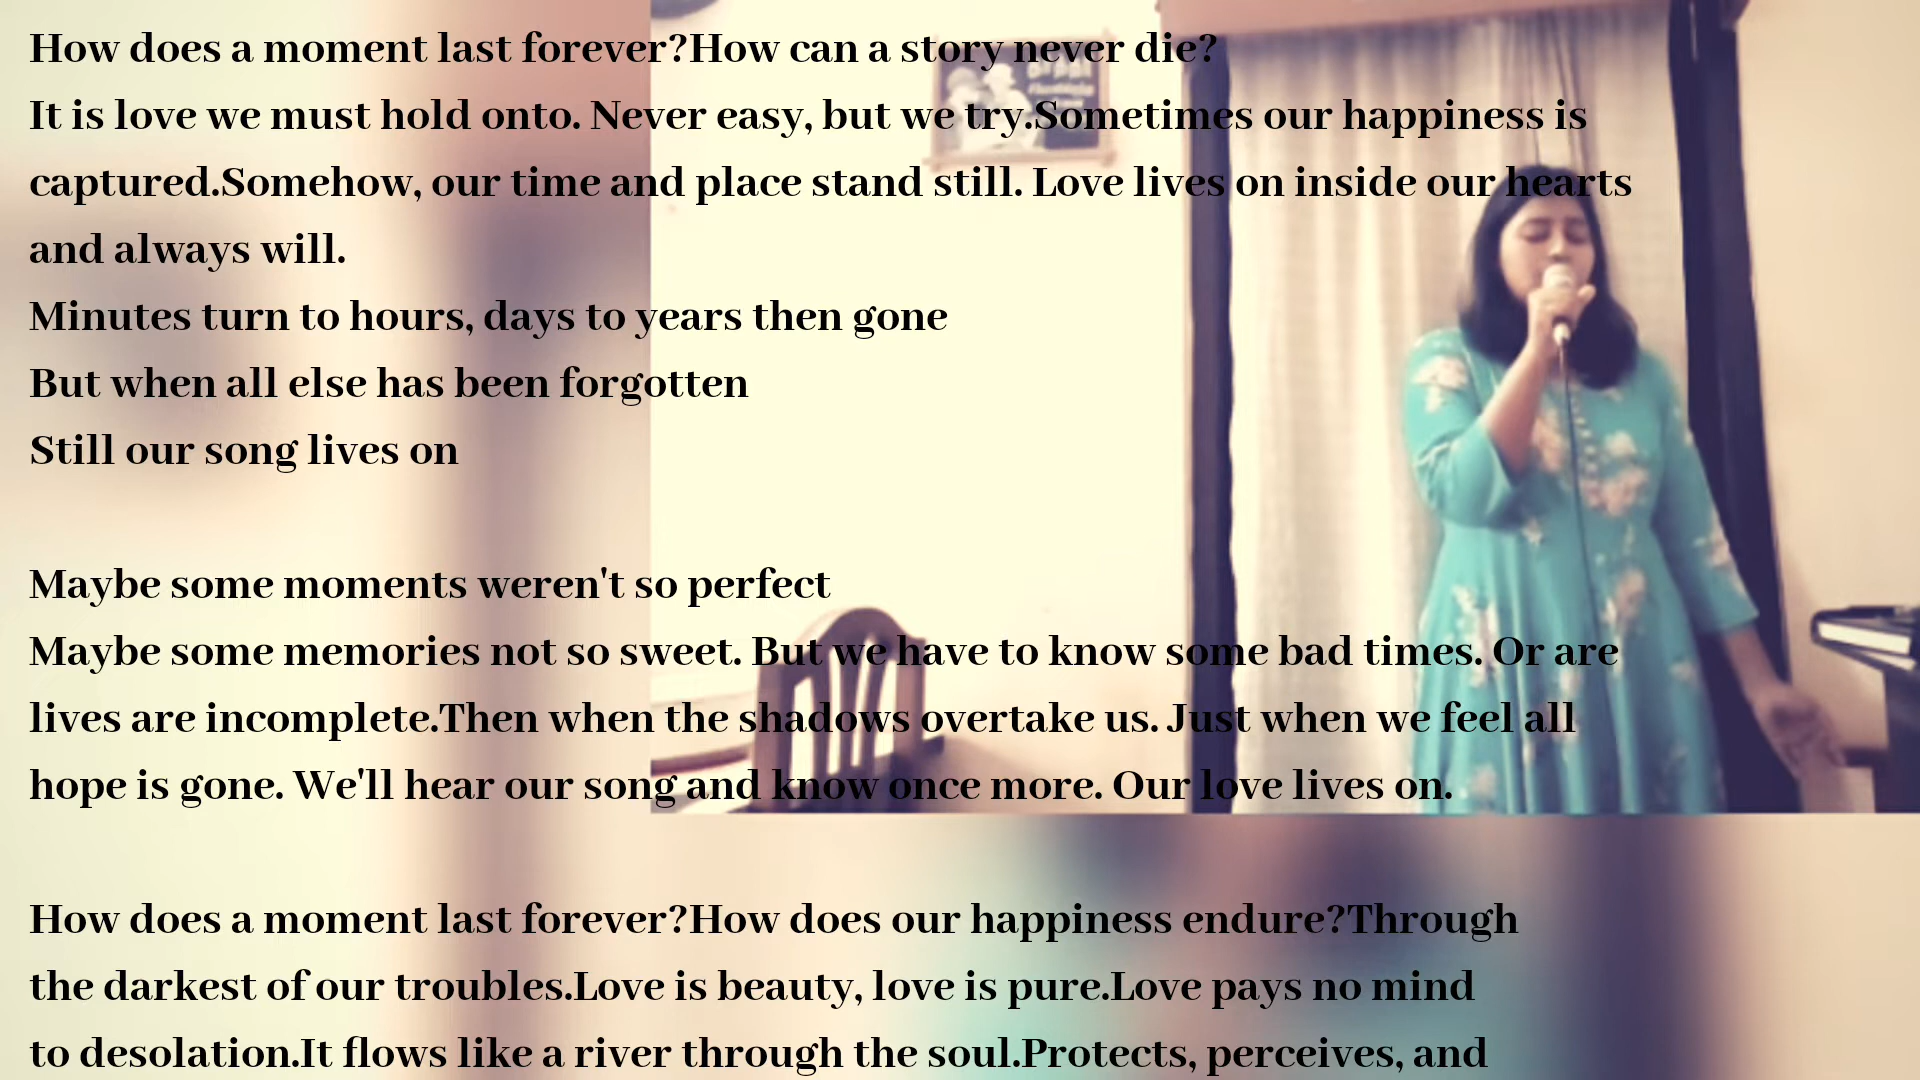 How does a moment last forever?How can a story never die?
It is love we must hold onto. Never easy, but we try.Sometimes our happiness is
captured.Somehow, our time and place stand still. Love lives on inside our hearts
and always will.
Minutes turn to hours, days to years then gone
But when all else has been forgotten
Still our song lives on
Maybe some moments weren't so perfect
Maybe some memories not so sweet. But we have to know some bad times. Or are
lives are incomplete.Then when the shadows overtake us. Just when we feel all
hope is gone. We'll hear our song and know once more. Our love lives on.
How does a moment last forever?How does our happiness endure?Through
the darkest of our troubles.Love is beauty, love is pure.Love pays no mind
to desolation.It flows like a river through the soul.Protects, perceives, and